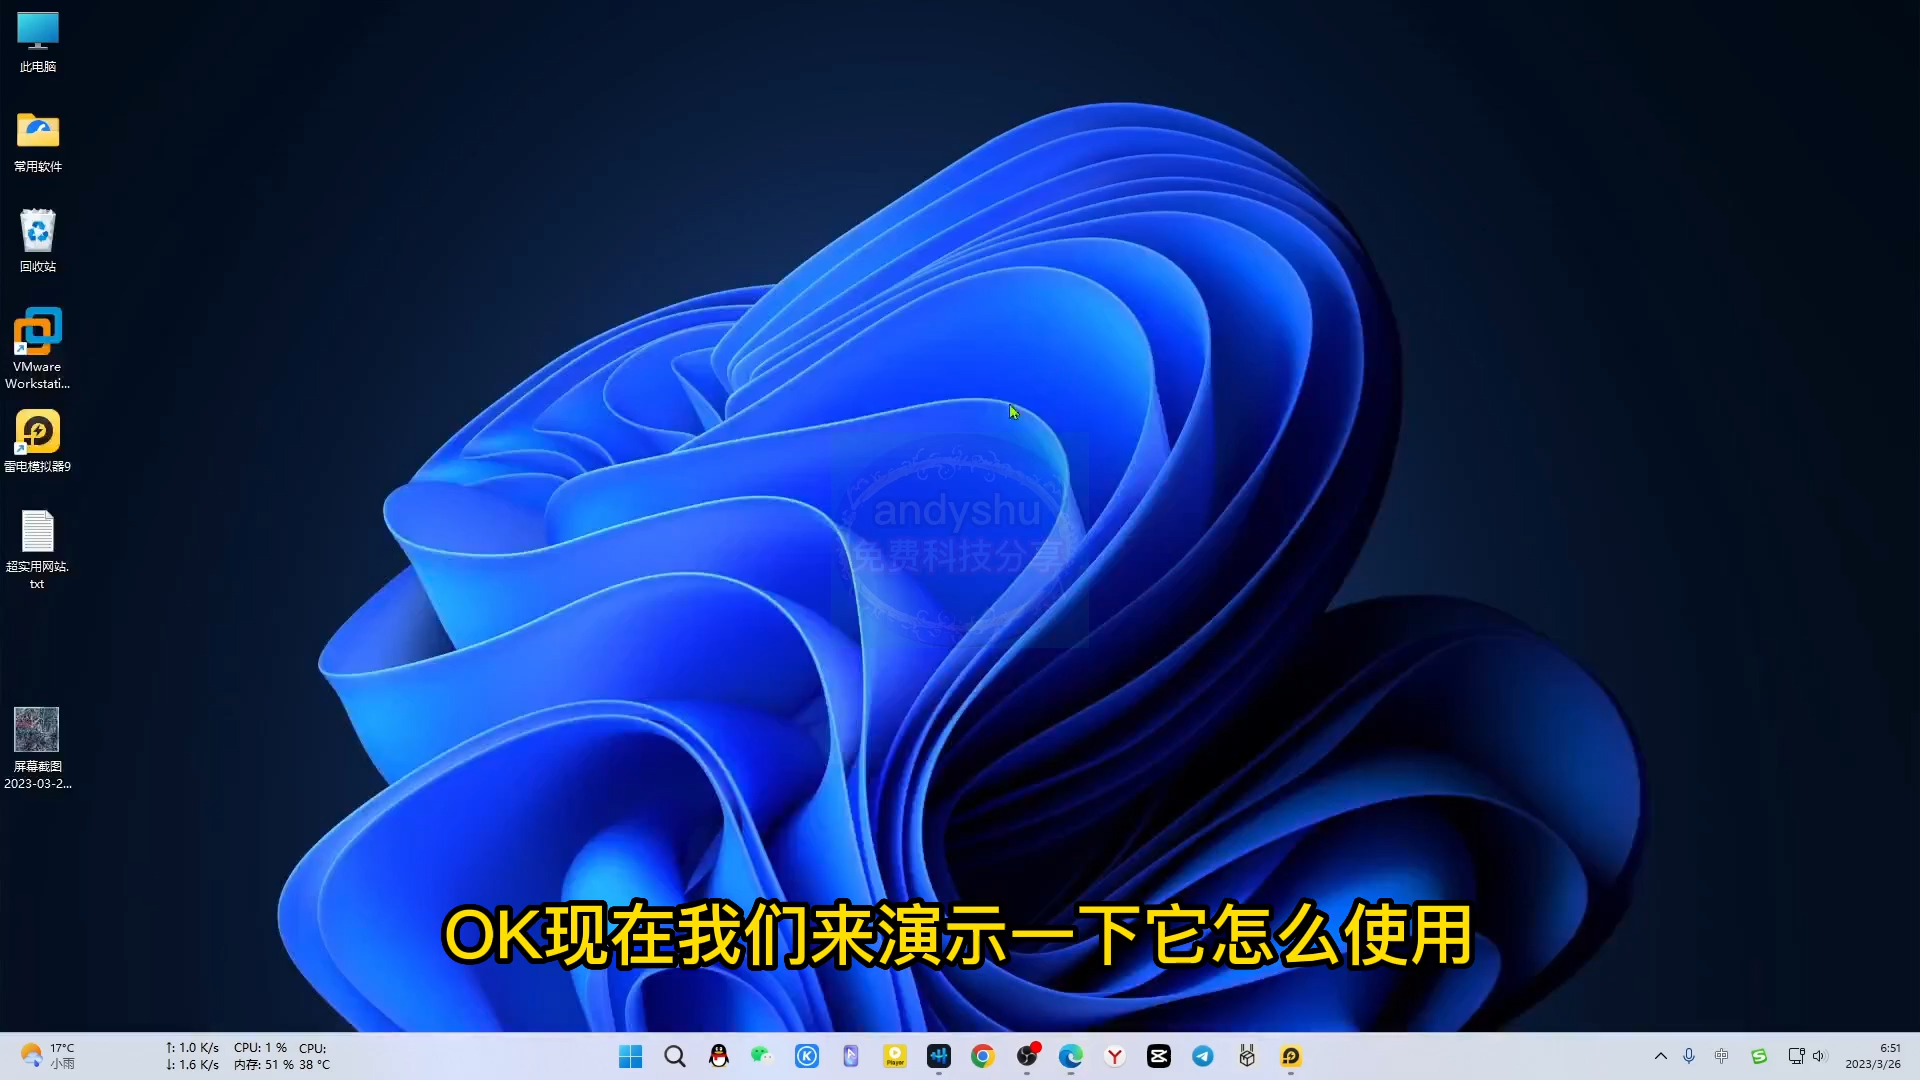 此电脑
常用软件
回收站
VMware
Workstati...
雷电模拟器9
超实用网站.
txt
屏幕截图
2023-03-2...
andyshu
免费科技分享
OK现在我们来演示一下它怎么使用
17°C
小雨
↑: 1.0 K/s CPU: 1 % CPU:
↓: 1.6 K/s 内存: 51 % 38 °C
Player
中
6:51
2023/3/26